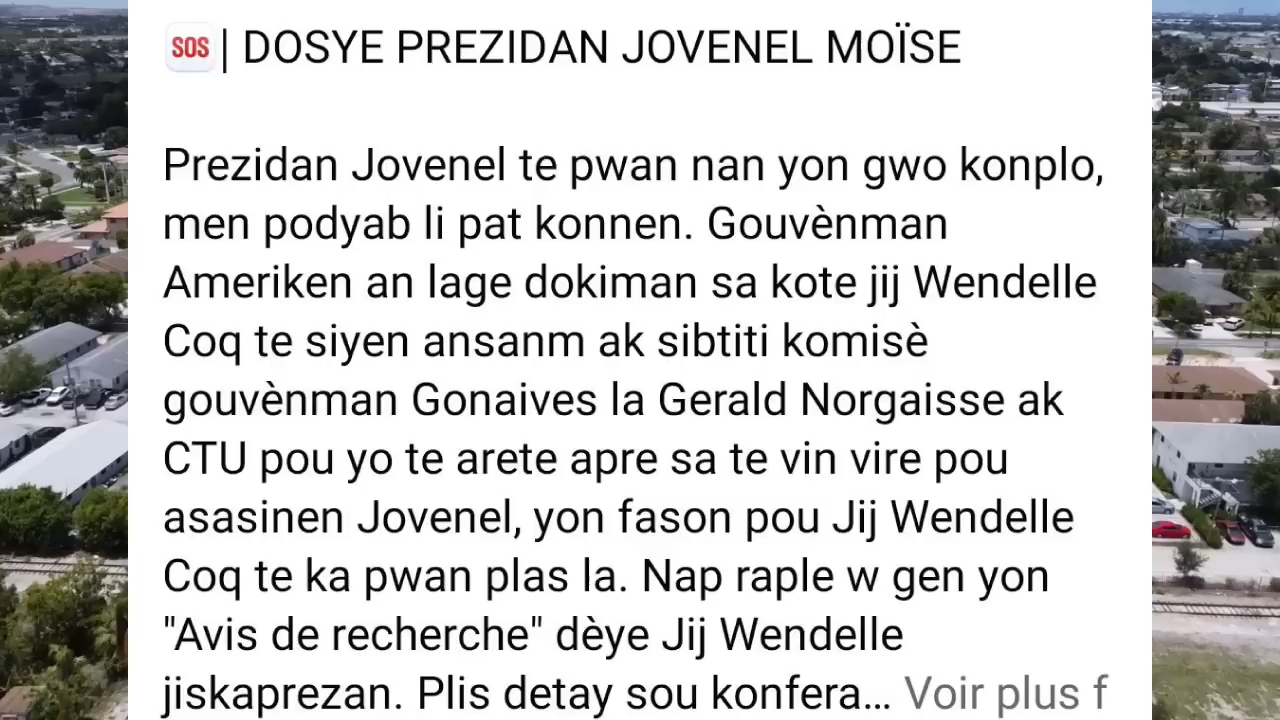 SOS | DOSYE PREZIDAN JOVENEL MOÏSE
Prezidan Jovenel te pwan nan yon gwo konplo,
men podyab li pat konnen. Gouvènman
Ameriken an lage dokiman sa kote jij Wendelle
Coq te siyen ansanm ak sibtiti komisè
gouvènman Gonaives la Gerald Norgaisse ak
CTU pou yo te arete apre sa te vin vire pou
asasinen Jovenel, yon fason pou Jij Wendelle
Coq te ka pwan plas la. Nap raple w gen yon
"Avis de recherche" dèye Jij Wendelle
jiskaprezan. Plis detay sou konfera... Voir plus f